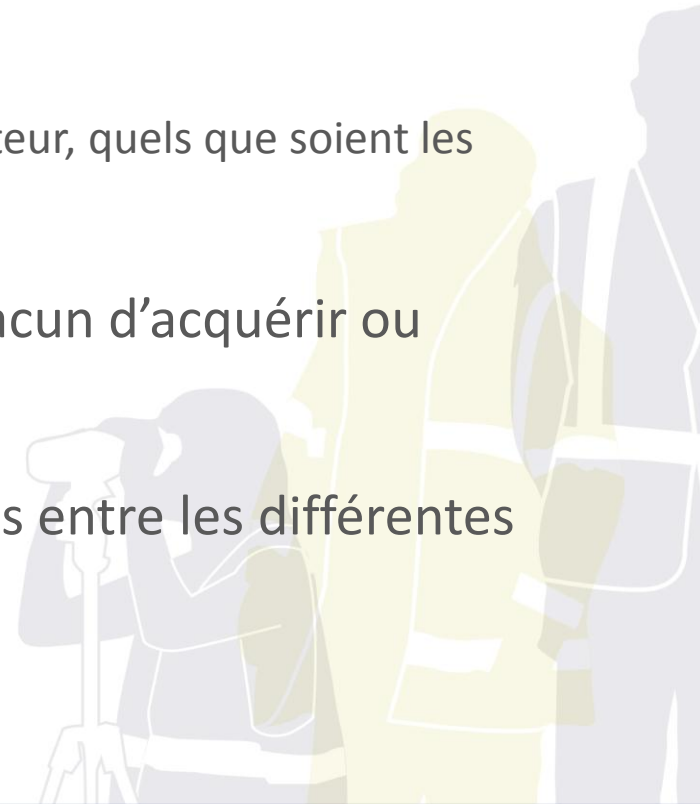 teur, quels que soient les
acun d’acquérir ou
s entre les différentes